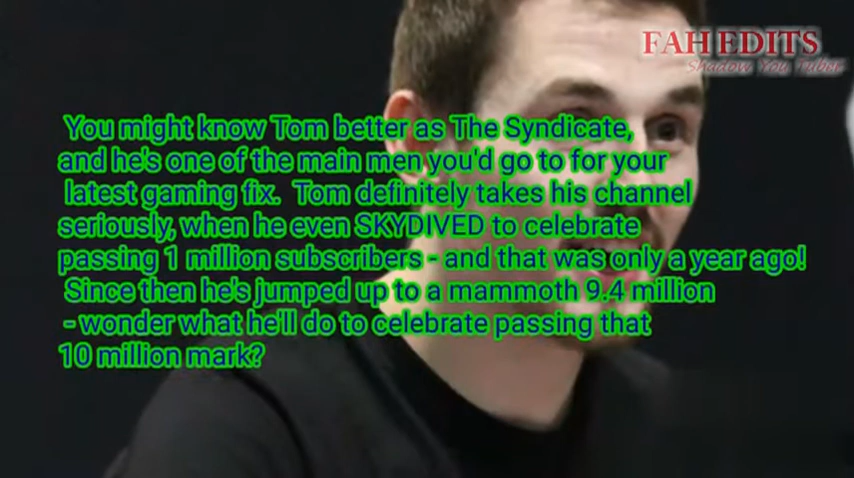 FAH EDITS
Shadow You Tuber
You might know Tom better as The Syndicate,
and he's one of the main men you'd go to for your
latest gaming fix. Tom definitely takes his channel
seriously, when he even SKYDIVED to celebrate
passing 1 million subscribers - and that was only a year ago!
Since then he's jumped up to a mammoth 9.4 million
- wonder what he'll do to celebrate passing that
10 million mark?